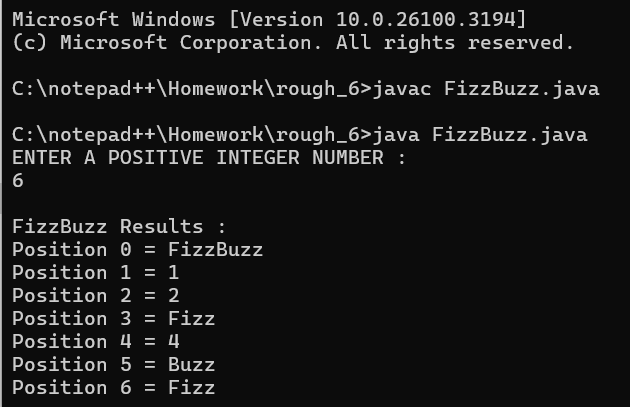 Microsoft Windows [Version 10.0.26100.3194]
(c) Microsoft Corporation. All rights reserved.
C:\notepad++\Homework\rough_6>javac FizzBuzz.java
C:\notepad++\Homework\rough_6>java FizzBuzz.java
ENTER A POSITIVE INTEGER NUMBER :
6
FizzBuzz Results :
Position 0 = FizzBuzz
Position 1 = 1
Position 2 = 2
Position 3 = Fizz
Position 4 = 4
Position 5 = Buzz
Position 6 = Fizz